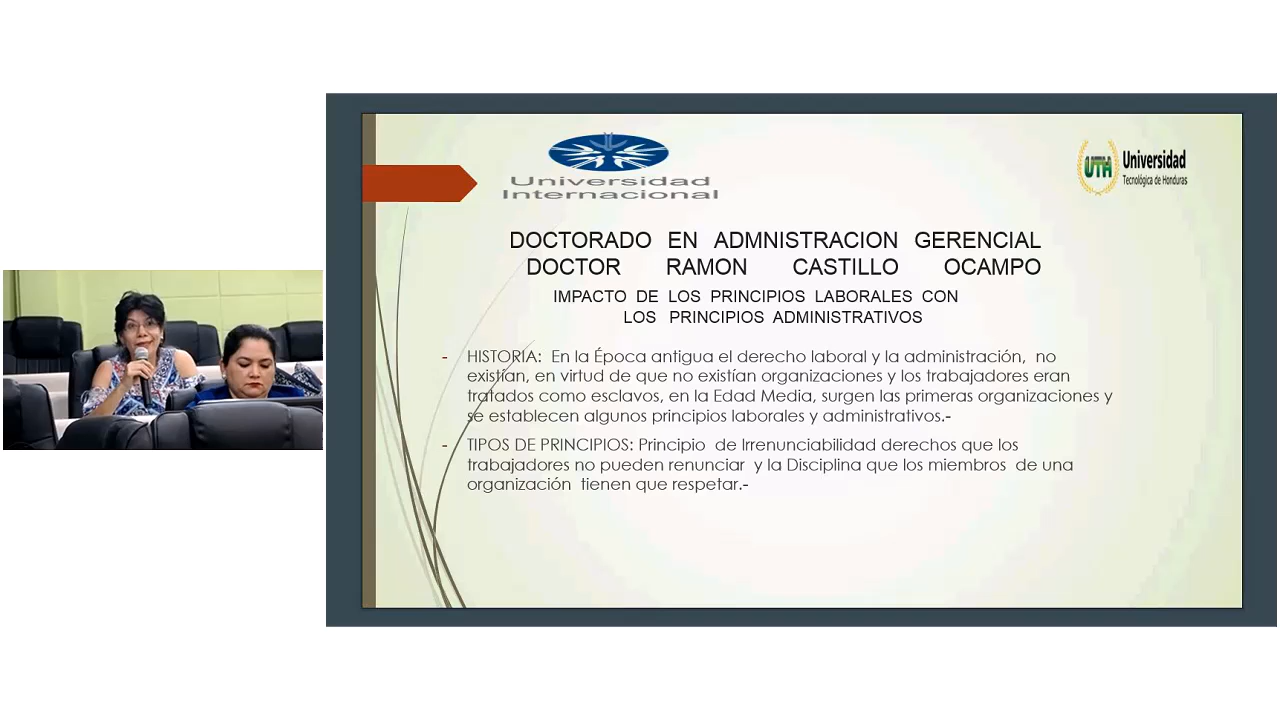 Universidad
Internacional
UTH Universidad
Tecnológica de Honduras
DOCTORADO EN ADMNISTRACION GERENCIAL
DOCTOR RAMON CASTILLO OCAMPO
IMPACTO DE LOS PRINCIPIOS LABORALES CON
LOS PRINCIPIOS ADMINISTRATIVOS
- HISTORIA: En la Época antigua el derecho laboral y la administración, no
existían, en virtud de que no existían organizaciones y los trabajadores eran
tratados como esclavos, en la Edad Media, surgen las primeras organizaciones y
se establecen algunos principios laborales y administrativos.-
- TIPOS DE PRINCIPIOS: Principio de Irrenunciabilidad derechos que los
trabajadores no pueden renunciar y la Disciplina que los miembros de una
organización tienen que respetar.-